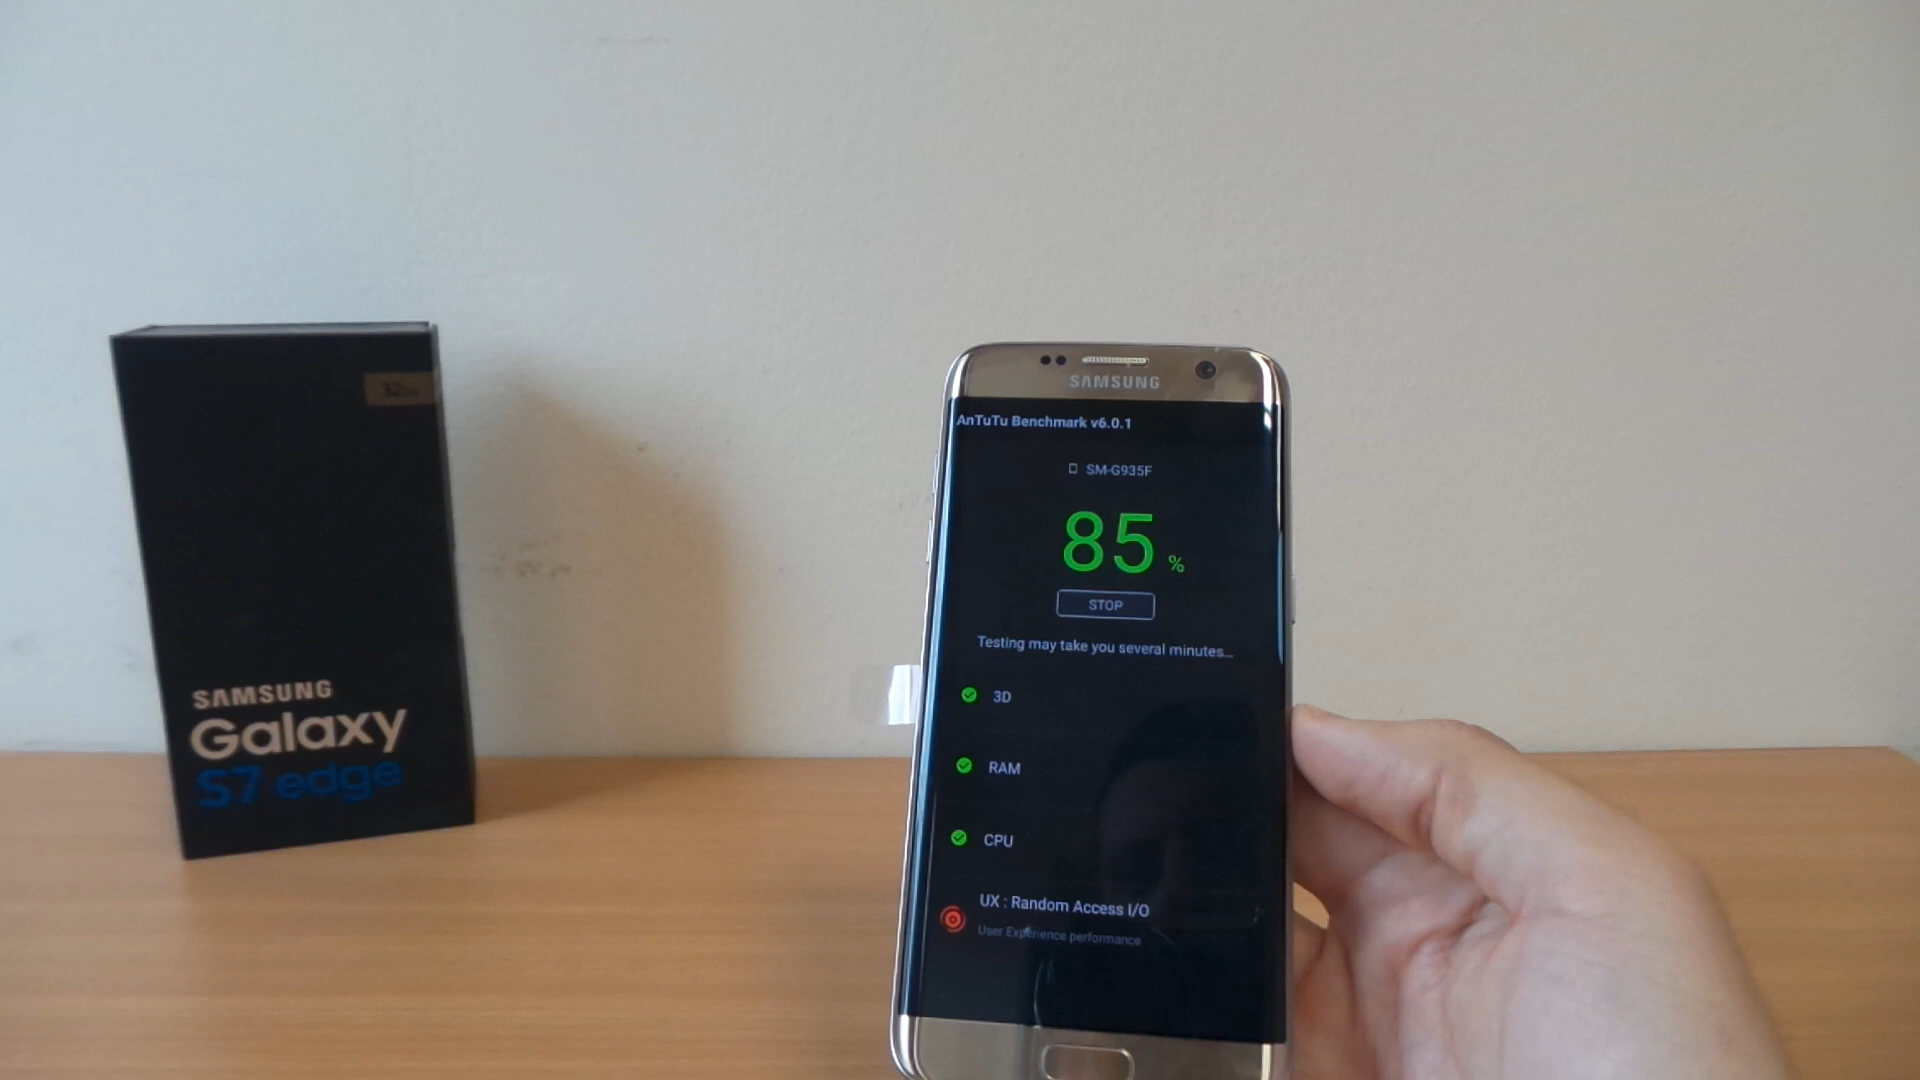 32GB
SAMSUNG
Galaxy
S7 edge
SAMSUNG
AnTuTu Benchmark v6.0.1
SM-G935F
85 %
STOP
Testing may take you several minutes...
3D
RAM
CPU
UX : Random Access I/O
User Experience performance